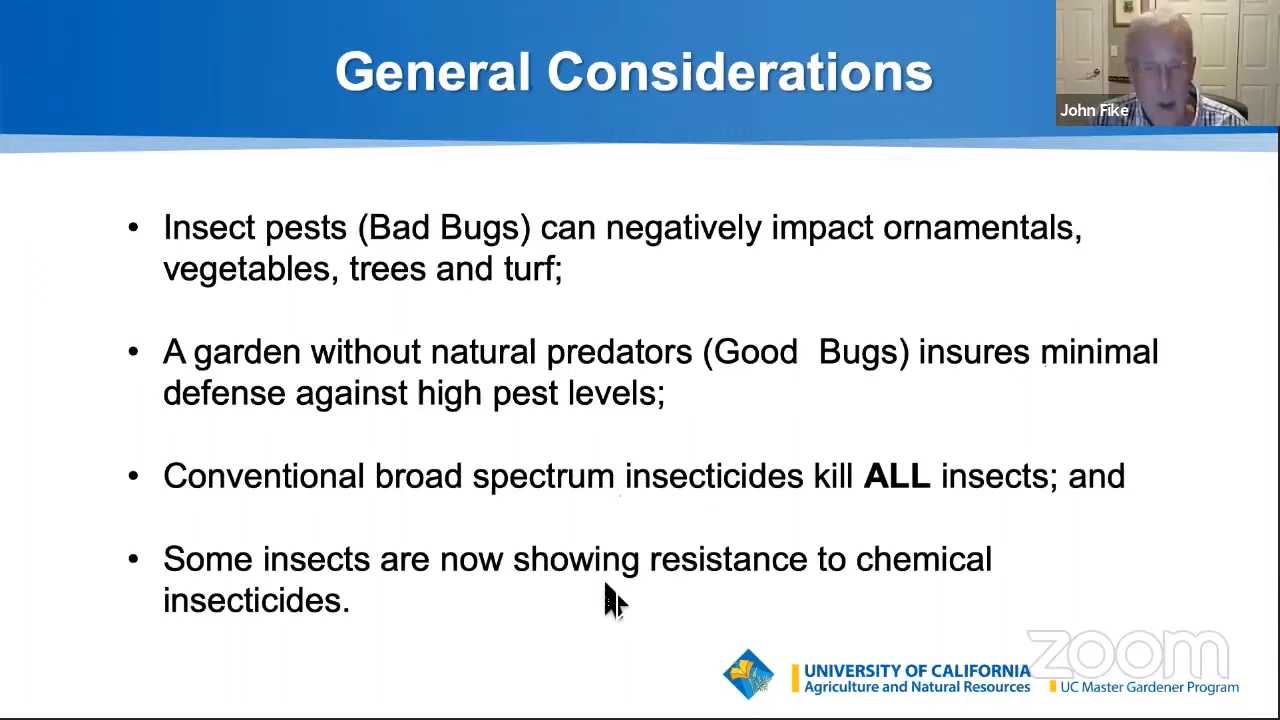 General Considerations
John Fike
• Insect pests (Bad Bugs) can negatively impact ornamentals,
vegetables, trees and turf;
• A garden without natural predators (Good  Bugs) insures minimal
defense against high pest levels;
• Conventional broad spectrum insecticides kill ALL insects; and
• Some insects are now showing resistance to chemical
insecticides.
zoom
UNIVERSITY OF CALIFORNIA
Agriculture and Natural Resources
UC Master Gardener Program